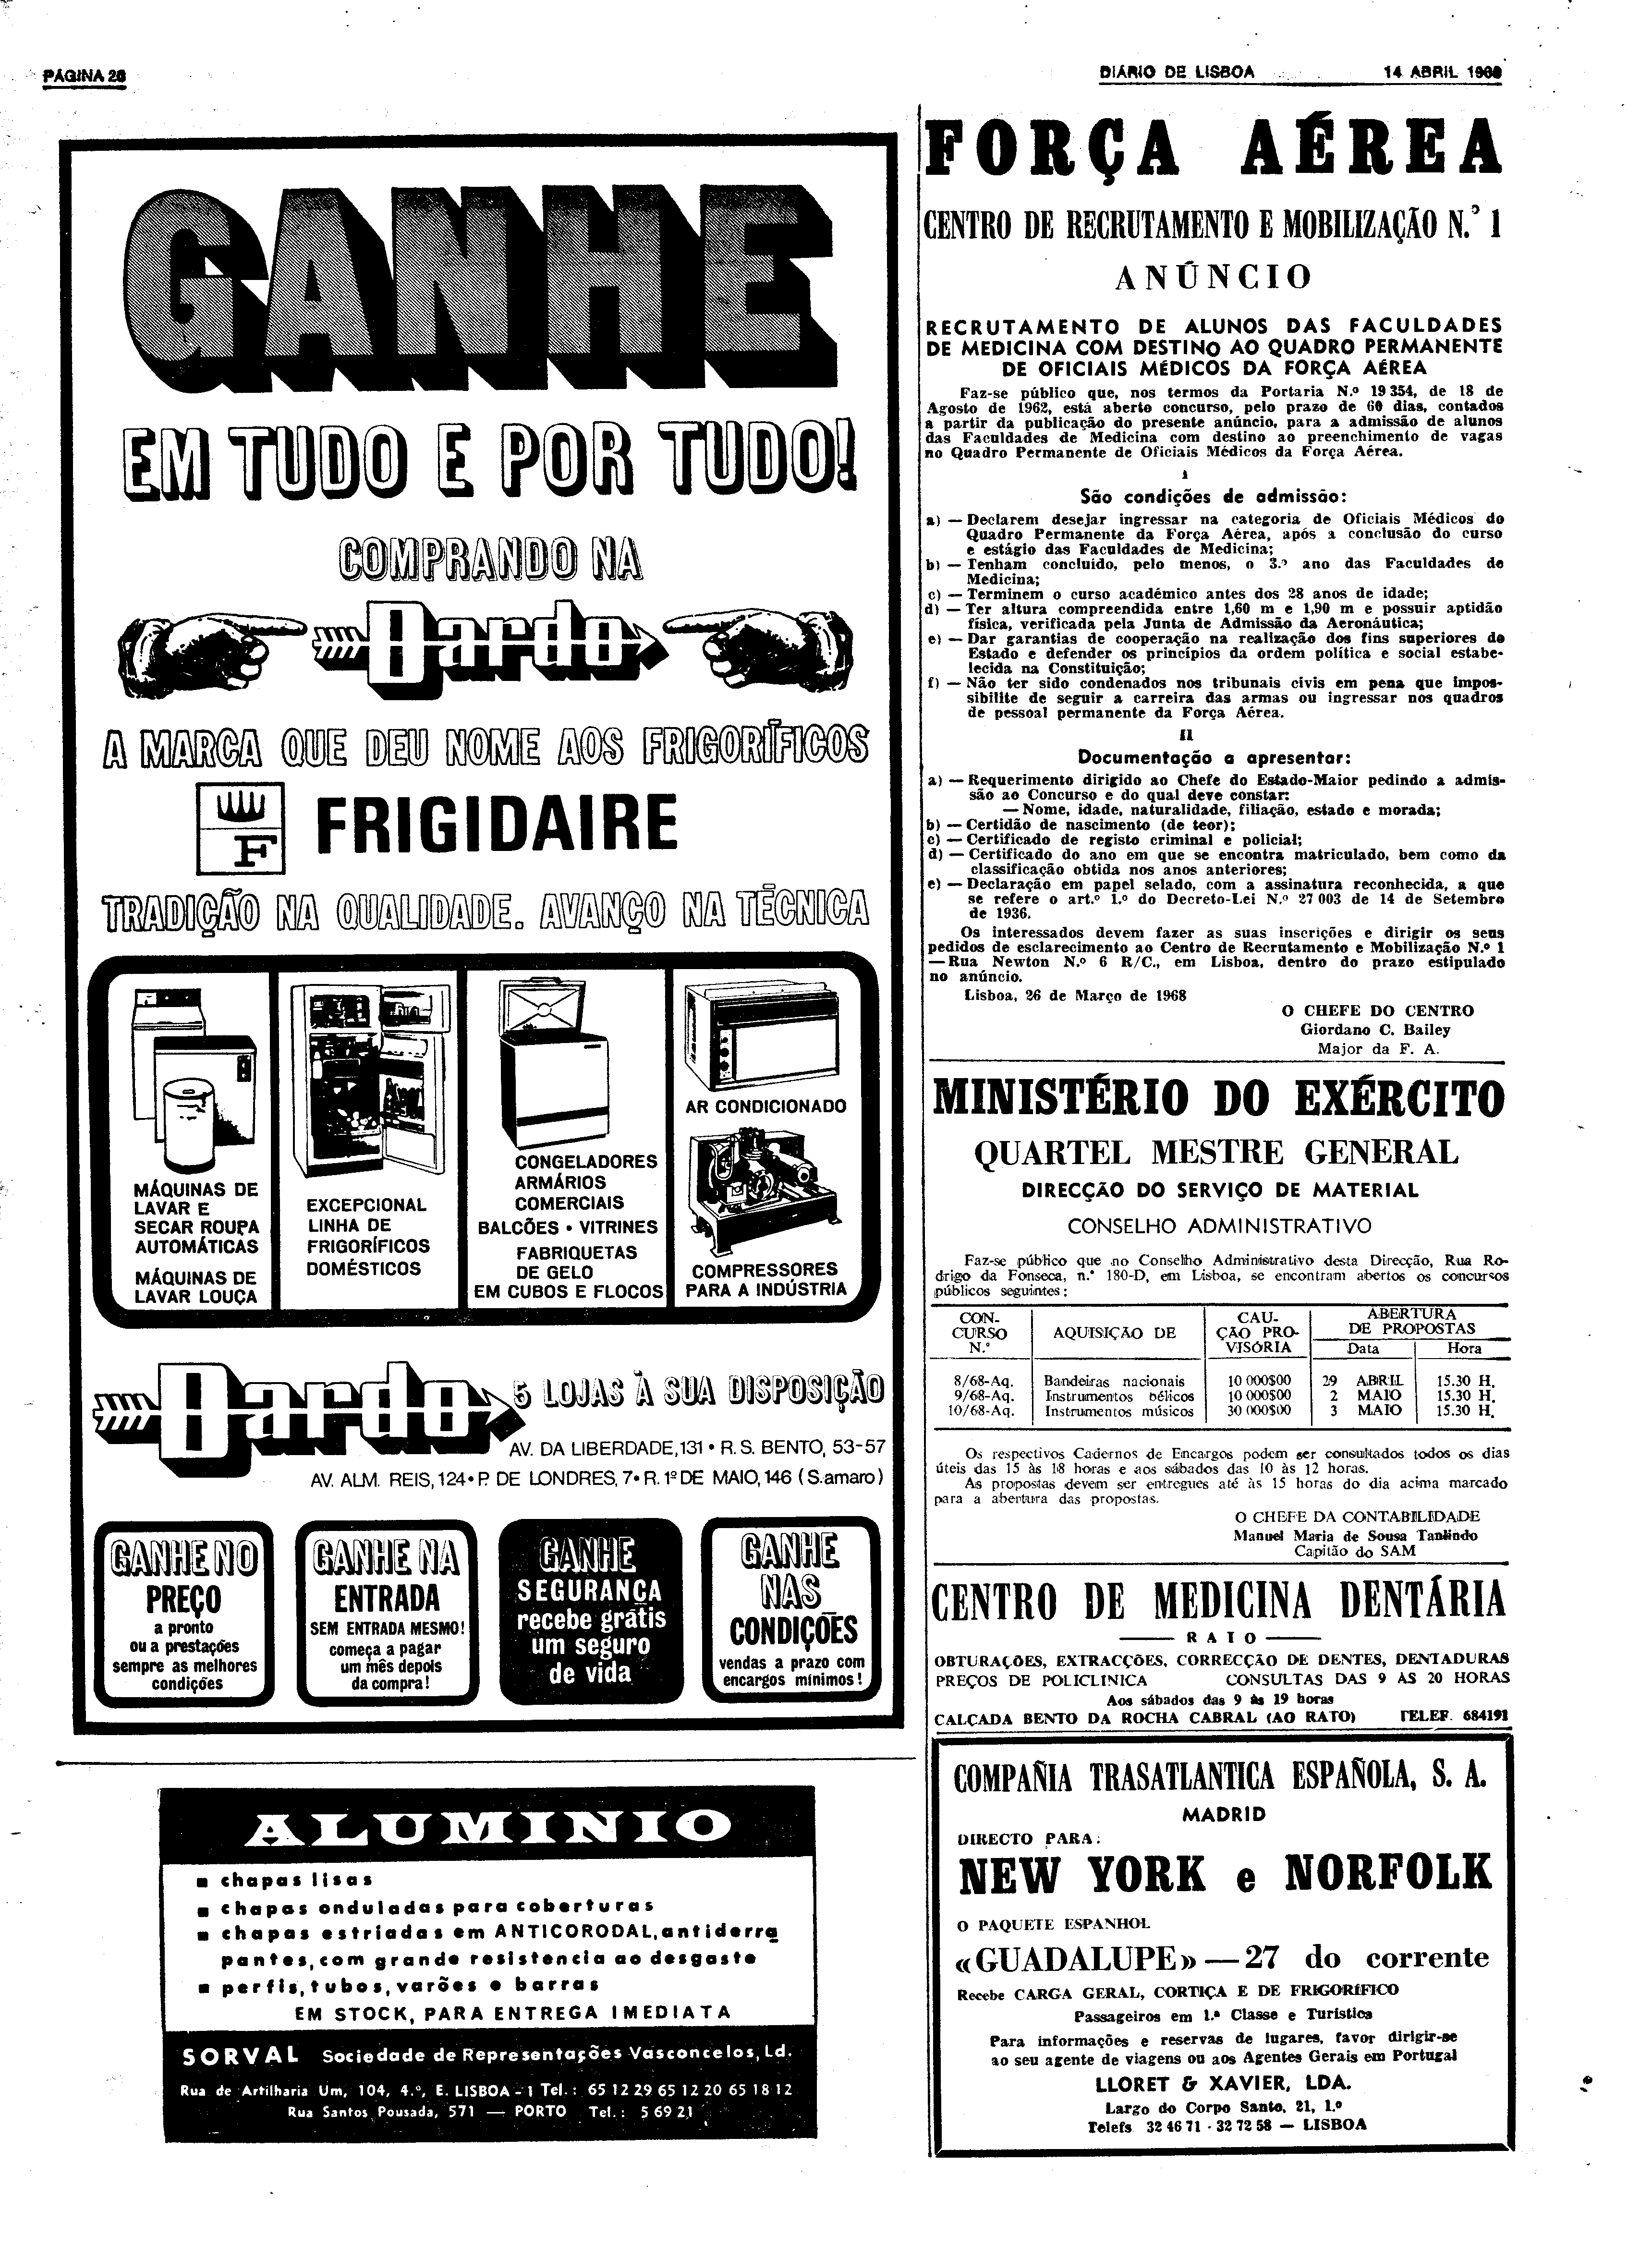 PÁGINA 26
DIÁRIO DE LISBOA 14 ABRIL 1968
GANHE
EM TUDO E POR TUDO!
COMPRANDO NA
Dardo
A MARCA QUE DEU NOME AOS FRIGORÍFICOS
F
FRIGIDAIRE
TRADIÇÃO NA QUALIDADE. AVANÇO NA TÉCNICA
MÁQUINAS DE
LAVAR E
SECAR ROUPA
AUTOMÁTICAS
MÁQUINAS DE
LAVAR LOUÇA
EXCEPCIONAL
LINHA DE
FRIGORÍFICOS
DOMÉSTICOS
CONGELADORES
ARMÁRIOS
COMERCIAIS
BALCÕES • VITRINES
FABRIQUETAS
DE GELO
EM CUBOS E FLOCOS
AR CONDICIONADO
COMPRESSORES
PARA A INDÚSTRIA
Dardo
5 LOJAS À SUA DISPOSIÇÃO
AV. DA LIBERDADE, 131 • R. S. BENTO, 53-57
AV. ALM. REIS, 124 • P. DE LONDRES, 7 • R. 1º DE MAIO, 146 (S.amaro)
GANHE NO
PREÇO
a pronto
ou a prestações
sempre as melhores
condições
GANHE NA
ENTRADA
SEM ENTRADA MESMO!
começa a pagar
um mês depois
da compra!
GANHE
SEGURANÇA
recebe grátis
um seguro
de vida
GANHE
NAS
CONDIÇÕES
vendas a prazo com
encargos mínimos!
ALUMINIO
chapas lisas
chapas onduladas para coberturas
chapas estriadas em ANTICORODAL, antiderra
pantes, com grande resistencia ao desgaste
perfis, tubos, varões e barras
EM STOCK, PARA ENTREGA IMEDIATA
SORVAL Sociedade de Representações Vasconcelos, Ld.
Rua de Artilharia Um, 104, 4.º, E. LISBOA - 1 Tel.: 65 12 29 65 12 20 65 18 12
Rua Santos Pousada, 571 — PORTO Tel.: 5 69 21
FORÇA AÉREA
CENTRO DE RECRUTAMENTO E MOBILIZAÇÃO N.º 1
ANÚNCIO
RECRUTAMENTO DE ALUNOS DAS FACULDADES
DE MEDICINA COM DESTINO AO QUADRO PERMANENTE
DE OFICIAIS MÉDICOS DA FORÇA AÉREA
Faz-se público que, nos termos da Portaria N.º 19 354, de 18 de
Agosto de 1962, está aberto concurso, pelo prazo de 60 dias, contados
a partir da publicação do presente anúncio, para a admissão de alunos
das Faculdades de Medicina com destino ao preenchimento de vagas
no Quadro Permanente de Oficiais Médicos da Força Aérea.
I
São condições de admissão:
a) — Declarem desejar ingressar na categoria de Oficiais Médicos do
Quadro Permanente da Força Aérea, após a conclusão do curso
e estágio das Faculdades de Medicina;
b) — Tenham concluído, pelo menos, o 3.º ano das Faculdades de
Medicina;
c) — Terminem o curso académico antes dos 28 anos de idade;
d) — Ter altura compreendida entre 1,60 m e 1,90 m e possuir aptidão
física, verificada pela Junta de Admissão da Aeronáutica;
e) — Dar garantias de cooperação na realização dos fins superiores do
Estado e defender os princípios da ordem política e social estabe-
lecida na Constituição;
f) — Não ter sido condenados nos tribunais civis em pena que impos-
sibilite de seguir a carreira das armas ou ingressar nos quadros
de pessoal permanente da Força Aérea.
II
Documentação a apresentar:
a) — Requerimento dirigido ao Chefe do Estado-Maior pedindo a admis-
são ao Concurso e do qual deve constar:
— Nome, idade, naturalidade, filiação, estado e morada;
b) — Certidão de nascimento (de teor);
c) — Certificado de registo criminal e policial;
d) — Certificado do ano em que se encontra matriculado, bem como da
classificação obtida nos anos anteriores;
e) — Declaração em papel selado, com a assinatura reconhecida, a que
se refere o art.º 1.º do Decreto-Lei N.º 27 003 de 14 de Setembro
de 1936.
Os interessados devem fazer as suas inscrições e dirigir os seus
pedidos de esclarecimento ao Centro de Recrutamento e Mobilização N.º 1
— Rua Newton N.º 6 R/C., em Lisboa, dentro do prazo estipulado
no anúncio.
Lisboa, 26 de Março de 1968
O CHEFE DO CENTRO
Giordano C. Bailey
Major da F. A.
MINISTÉRIO DO EXÉRCITO
QUARTEL MESTRE GENERAL
DIRECÇÃO DO SERVIÇO DE MATERIAL
CONSELHO ADMINISTRATIVO
Faz-se público que no Conselho Administrativo desta Direcção, Rua Ro-
drigo da Fonseca, n.º 180-D, em Lisboa, se encontram abertos os concursos
públicos seguintes:
CON-
CURSO
N.º
AQUISIÇÃO DE
CAU-
ÇÃO PRO-
VISÓRIA
ABERTURA
DE PROPOSTAS
Data Hora
8/68-Aq. Bandeiras nacionais 10 000$00 29 ABRIL 15.30 H.
9/68-Aq. Instrumentos bélicos 10 000$00 2 MAIO 15.30 H.
10/68-Aq. Instrumentos músicos 30 000$00 3 MAIO 15.30 H.
Os respectivos Cadernos de Encargos podem ser consultados todos os dias
úteis das 15 às 18 horas e aos sábados das 10 às 12 horas.
As propostas devem ser entregues até às 15 horas do dia acima marcado
para a abertura das propostas.
O CHEFE DA CONTABILIDADE
Manuel Maria de Sousa Tanlindo
Capitão do SAM
CENTRO DE MEDICINA DENTÁRIA
— RATO —
OBTURAÇÕES, EXTRACÇÕES, CORRECÇÃO DE DENTES, DENTADURAS
PREÇOS DE POLICLINICA CONSULTAS DAS 9 AS 20 HORAS
Aos sábados das 9 às 19 horas
CALÇADA BENTO DA ROCHA CABRAL (AO RATO) TELEF. 684191
COMPAÑIA TRASATLANTICA ESPAÑOLA, S. A.
MADRID
DIRECTO PARA:
NEW YORK e NORFOLK
O PAQUETE ESPANHOL
«GUADALUPE» — 27 do corrente
Recebe CARGA GERAL, CORTIÇA E DE FRIGORÍFICO
Passageiros em 1.ª Classe e Turística
Para informações e reservas de lugares, favor dirigir-se
ao seu agente de viagens ou aos Agentes Gerais em Portugal
LLORET & XAVIER, LDA.
Largo do Corpo Santo, 21, 1.º
Telefs 32 46 71 - 32 72 58 — LISBOA